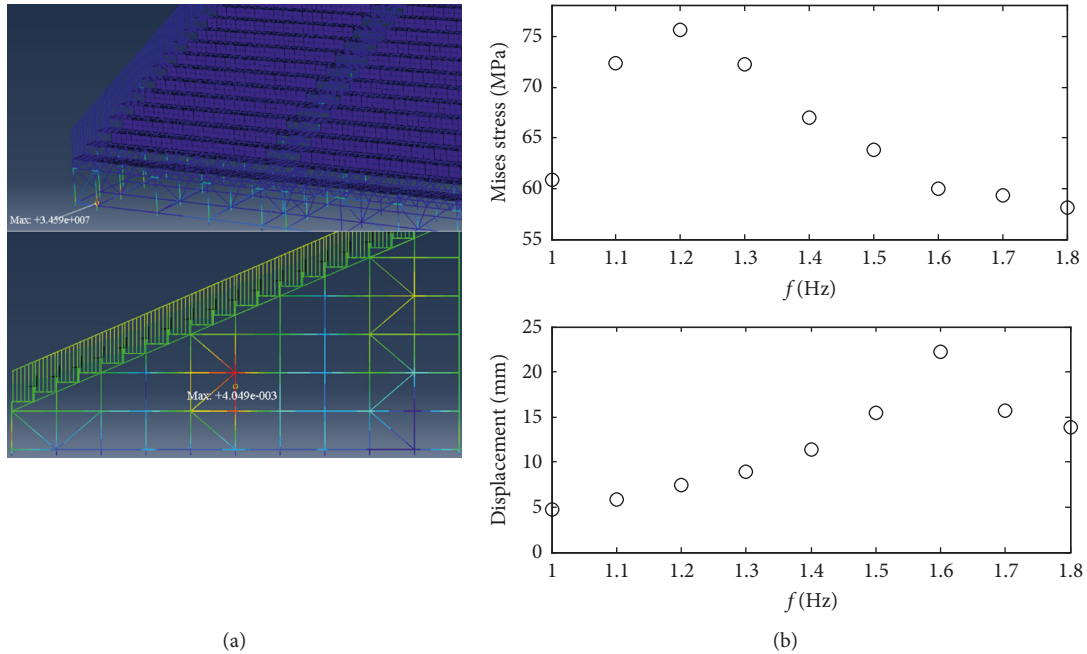 Max: +3.459e+007
Max: +4.049e-003
(a)
Mises stress (MPa)
75
70
65
60
55
1 1.1 1.2 1.3 1.4 1.5 1.6 1.7 1.8
f (Hz)
Displacement (mm)
25
20
15
10
5
0
1 1.1 1.2 1.3 1.4 1.5 1.6 1.7 1.8
f (Hz)
(b)